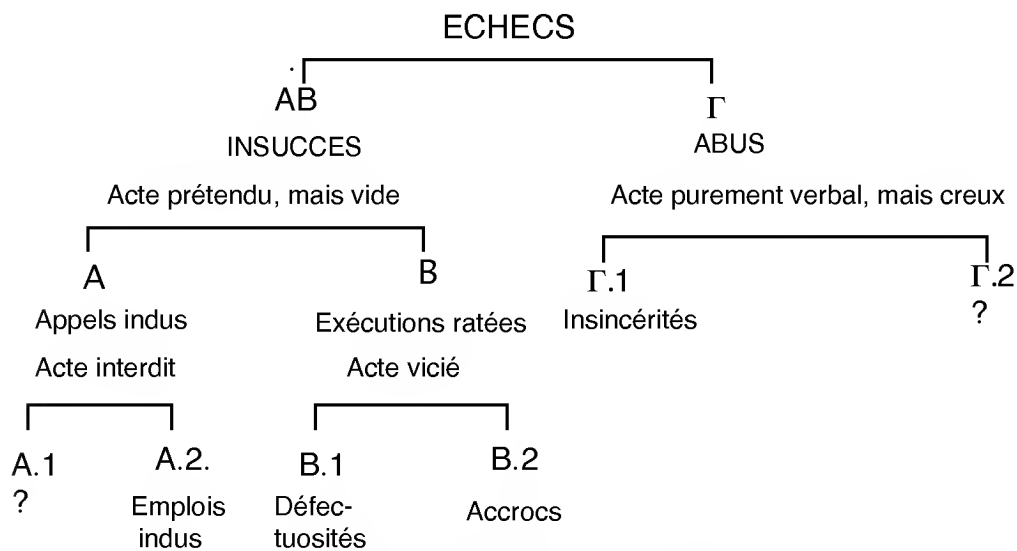 ECHECS
AB
Γ
INSUCCES
ABUS
Acte prétendu, mais vide
Acte purement verbal, mais creux
A
B
Γ.1
Γ.2
Appels indus
Exécutions ratées
Insincérités
?
Acte interdit
Acte vicié
A.1
A.2.
B.1
B.2
?
Emplois
indus
Défec-
tuosités
Accrocs